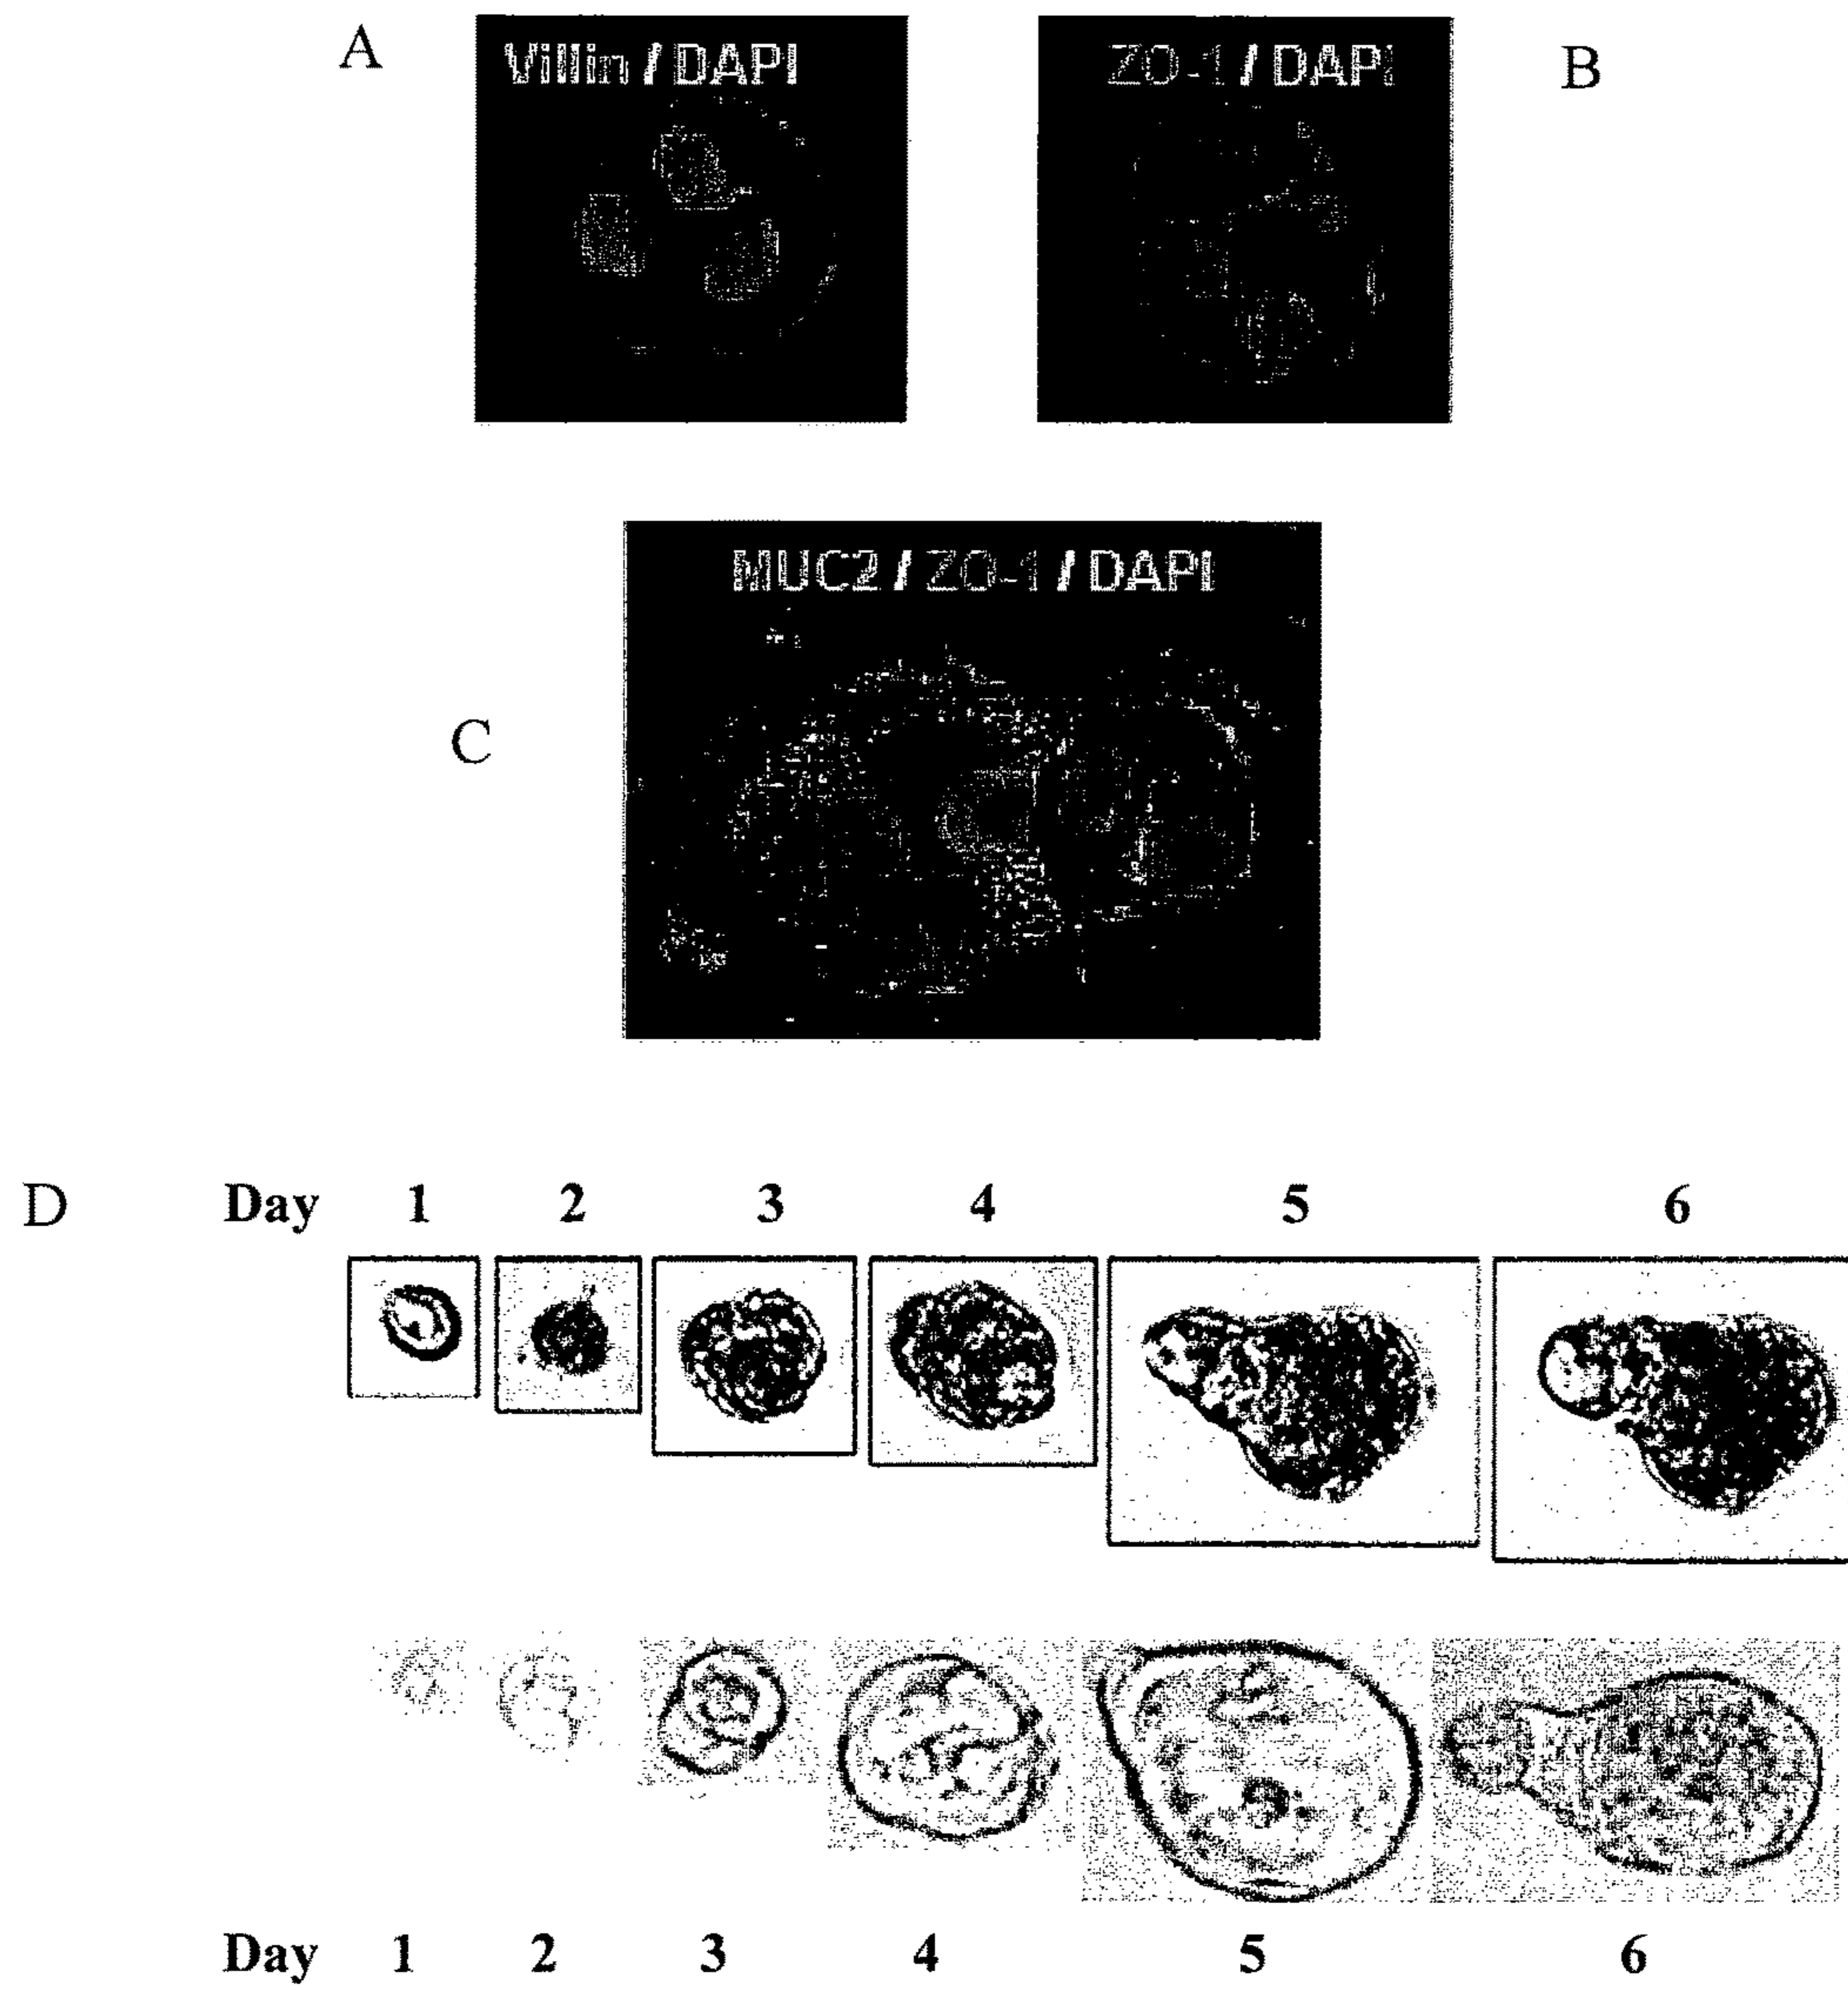 A
Villin / DAPI
ZO-1 / DAPI
B
MUC2 / ZO-1 / DAPI
C
D
Day 1 2 3 4 5 6
Day 1 2 3 4 5 6